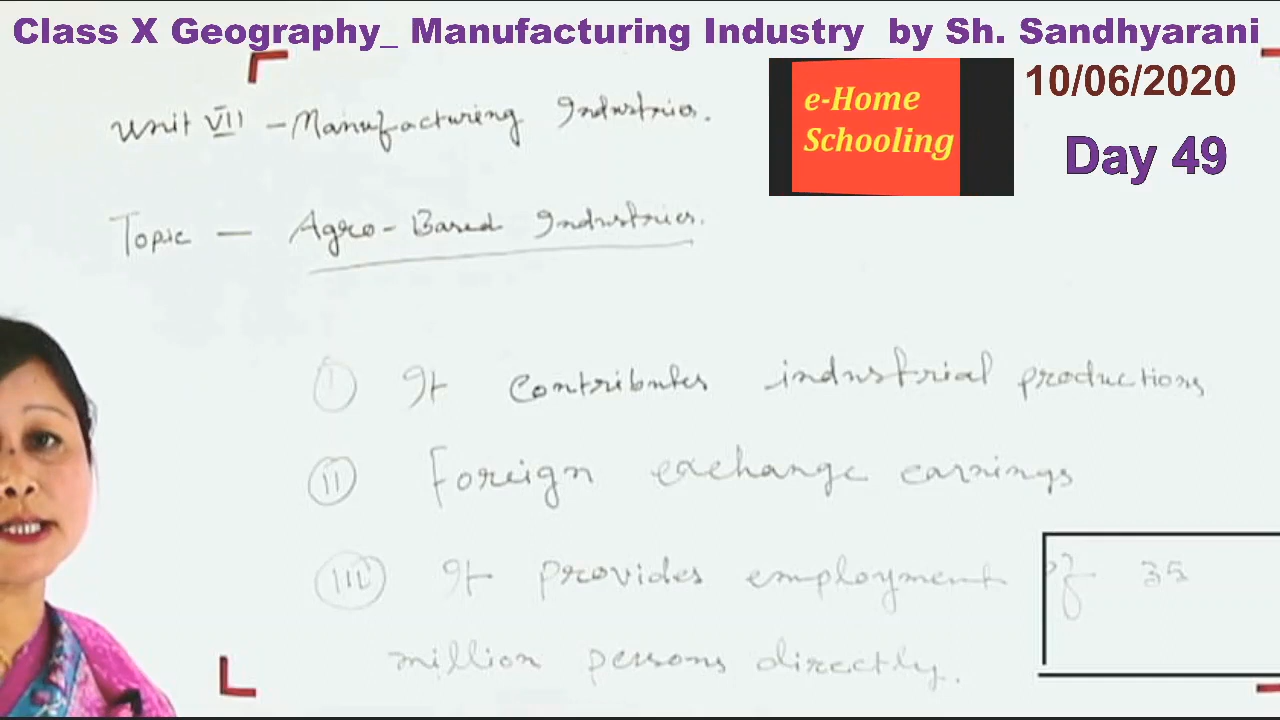 Class X Geography_ Manufacturing Industry by Sh. Sandhyarani
10/06/2020
e-Home
Schooling
Day 49
Unit VII - Manufacturing Industries.
Topic - Agro-Based Industries.
(I) It contributes industrial productions
(II) Foreign exchange earnings
(III) It provides employment of 35
million persons directly.